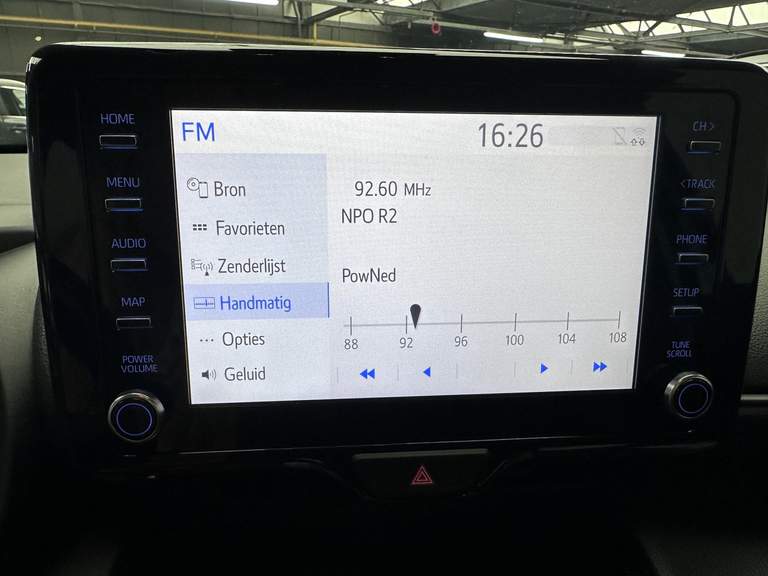 HOME
MENU
AUDIO
MAP
POWER
VOLUME
FM
16:26
Bron
Favorieten
Zenderlijst
Handmatig
Opties
Geluid
92.60 MHz
NPO R2
PowNed
88 92 96 100 104 108
CH >
< TRACK
PHONE
SETUP
TUNE
SCROLL